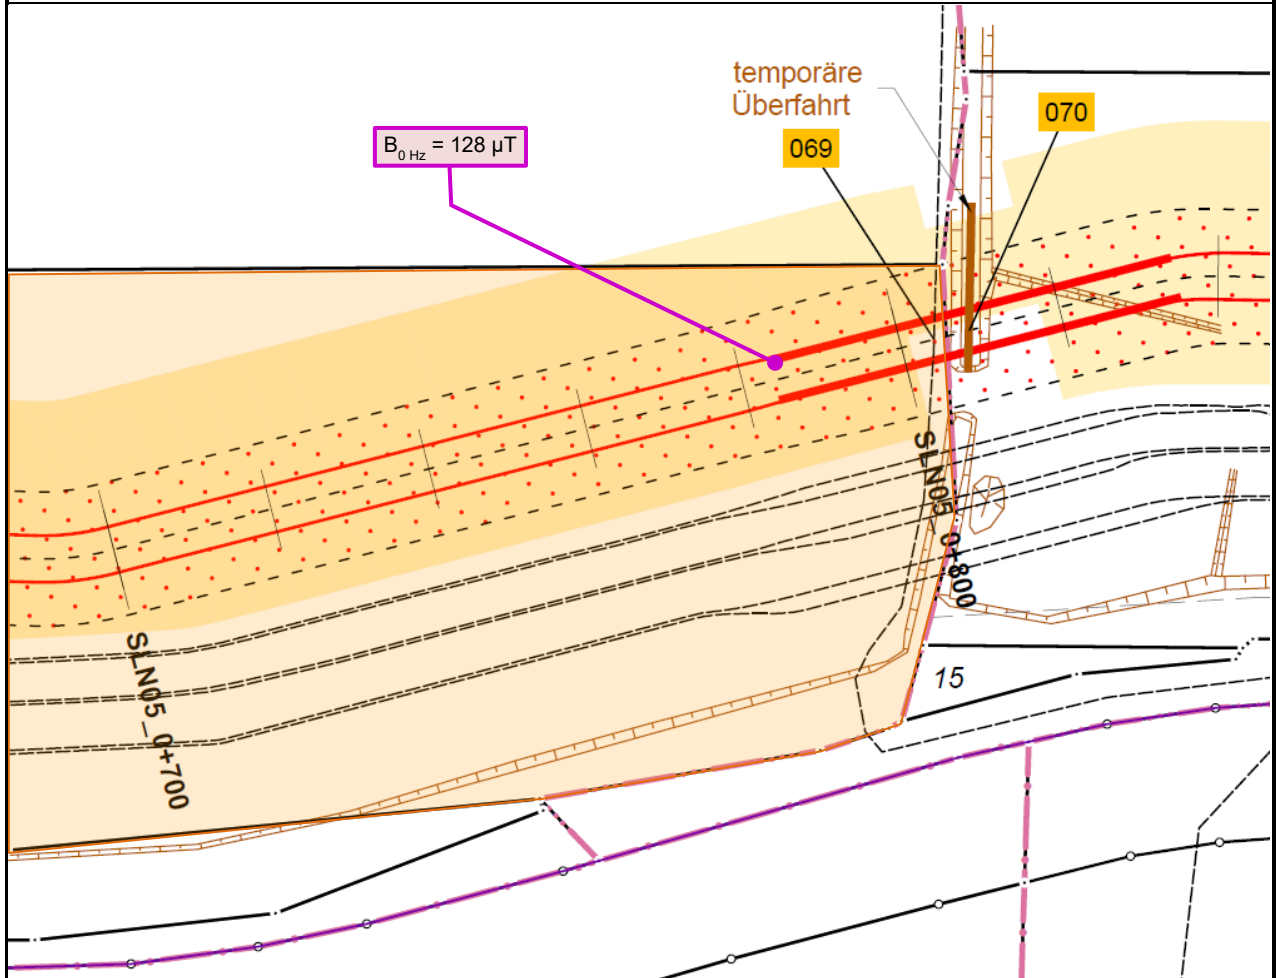 temporäre
Überfahrt
070
B0 Hz = 128 µT
069
SLN05_0+800
SLN05_0+700
15